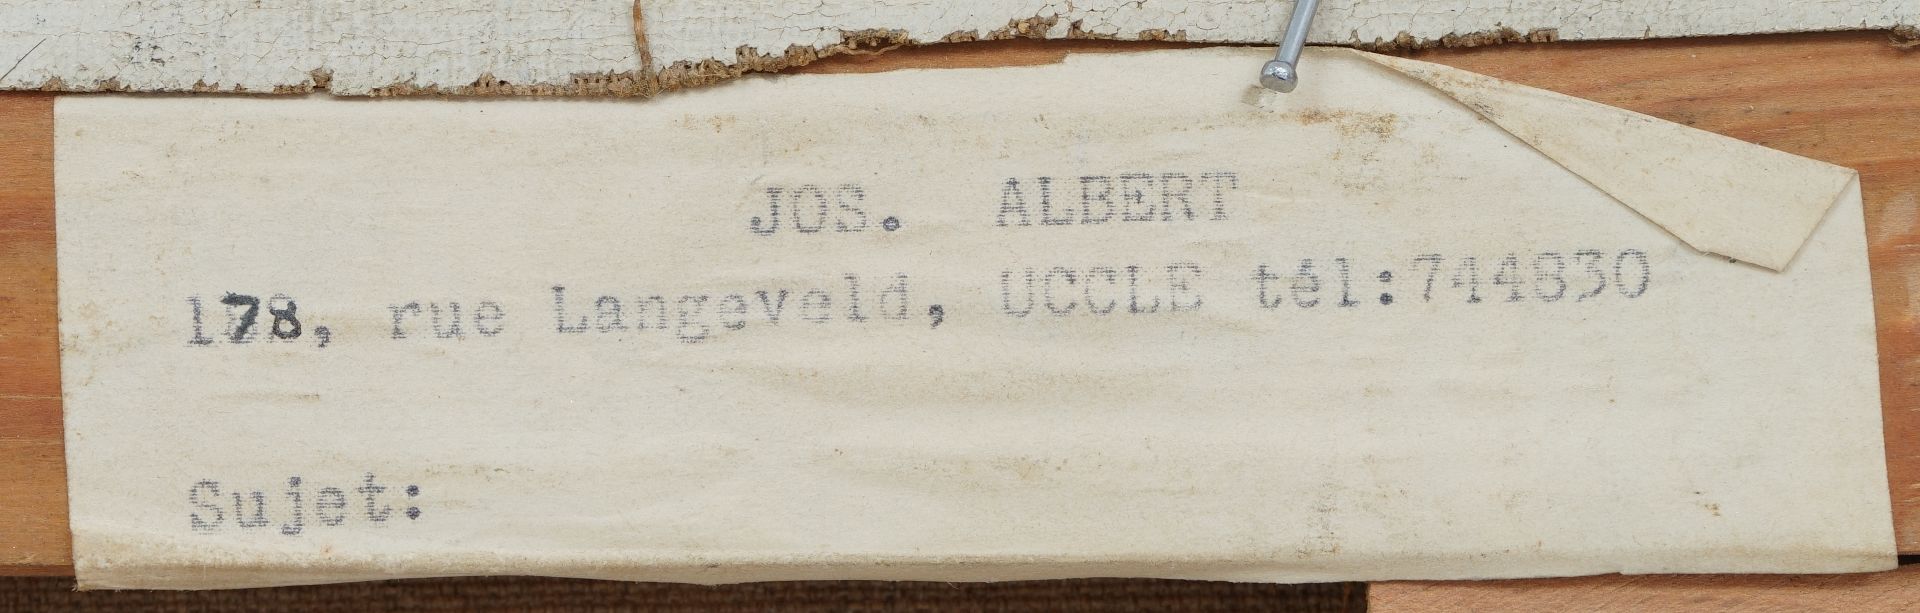 JOS. ALBERT
178, rue Langeveld, UCCLE tél:744830
Sujet: